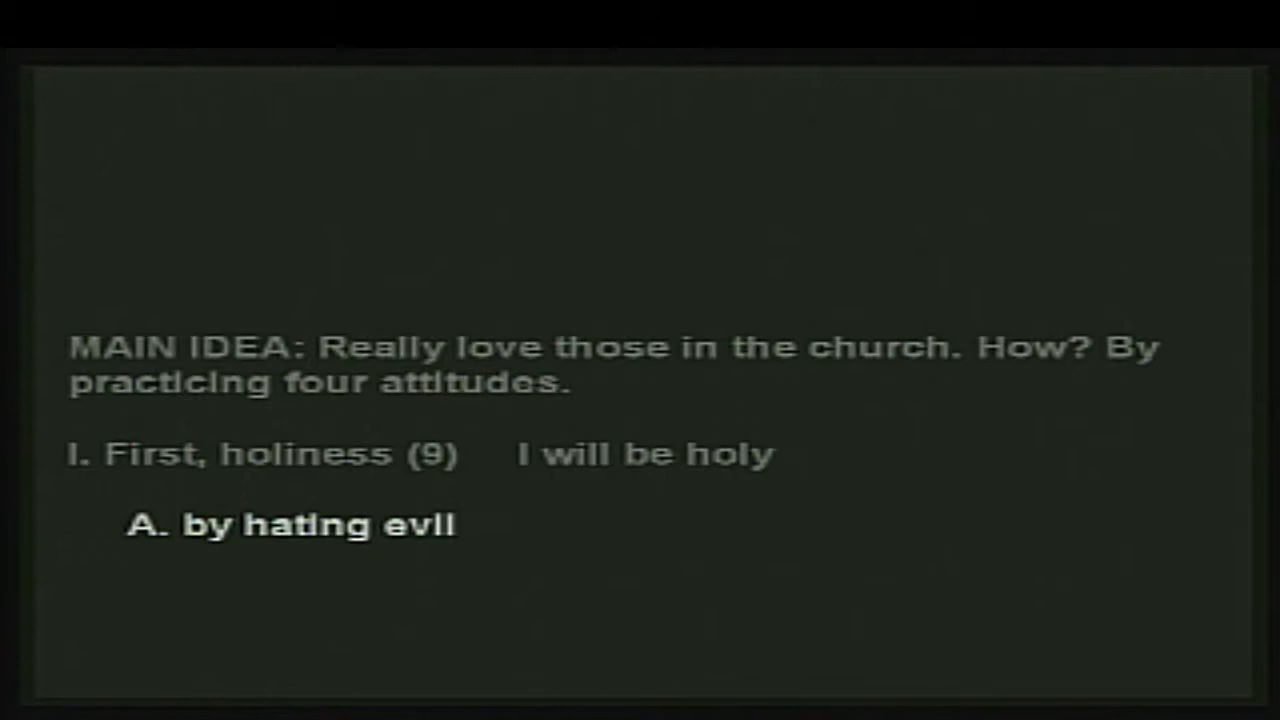 MAIN IDEA: Really love those in the church. How? By
practicing four attitudes.
I. First, holiness (9) I will be holy
A. by hating evil